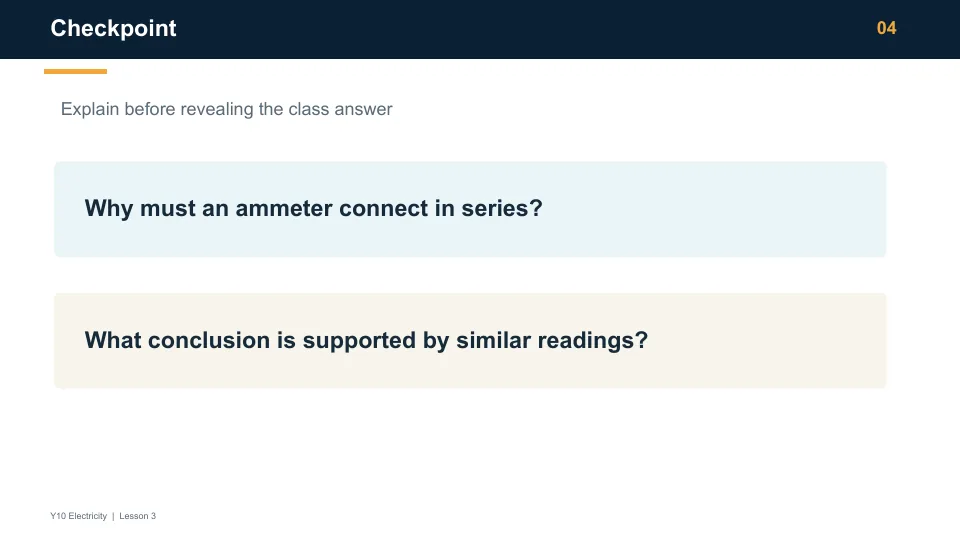 Checkpoint
04
Explain before revealing the class answer
Why must an ammeter connect in series?
What conclusion is supported by similar readings?
Y10 Electricity | Lesson 3